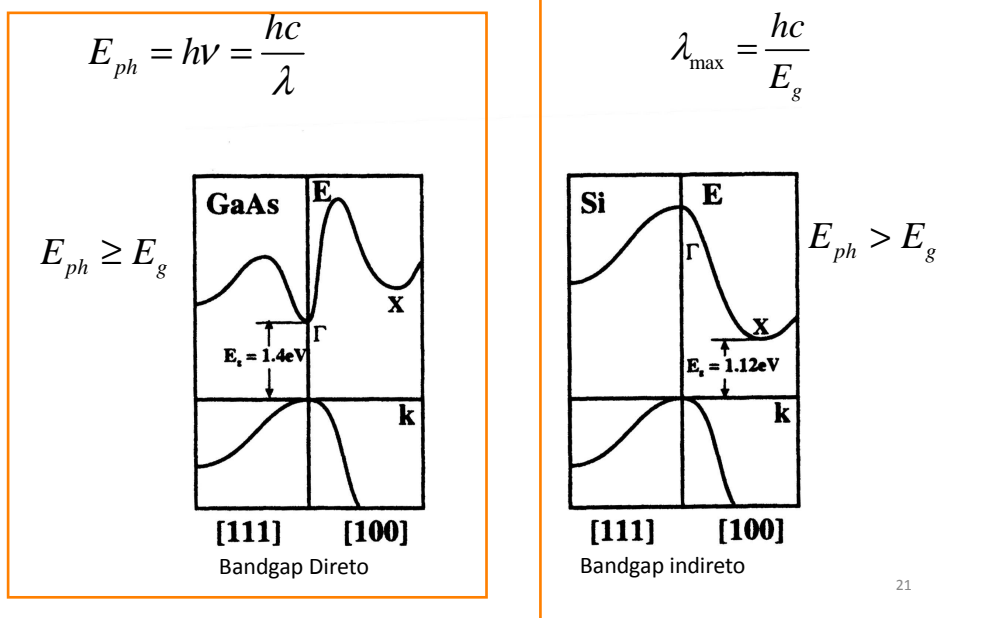 E_ph = hν = hc/λ
E_ph ≥ E_g
GaAs
E
X
Γ
E_g = 1.4eV
k
[111] [100]
Bandgap Direto
λ_max = hc/E_g
Si
E
Γ
E_ph > E_g
X
E_g = 1.12eV
k
[111] [100]
Bandgap indireto
21